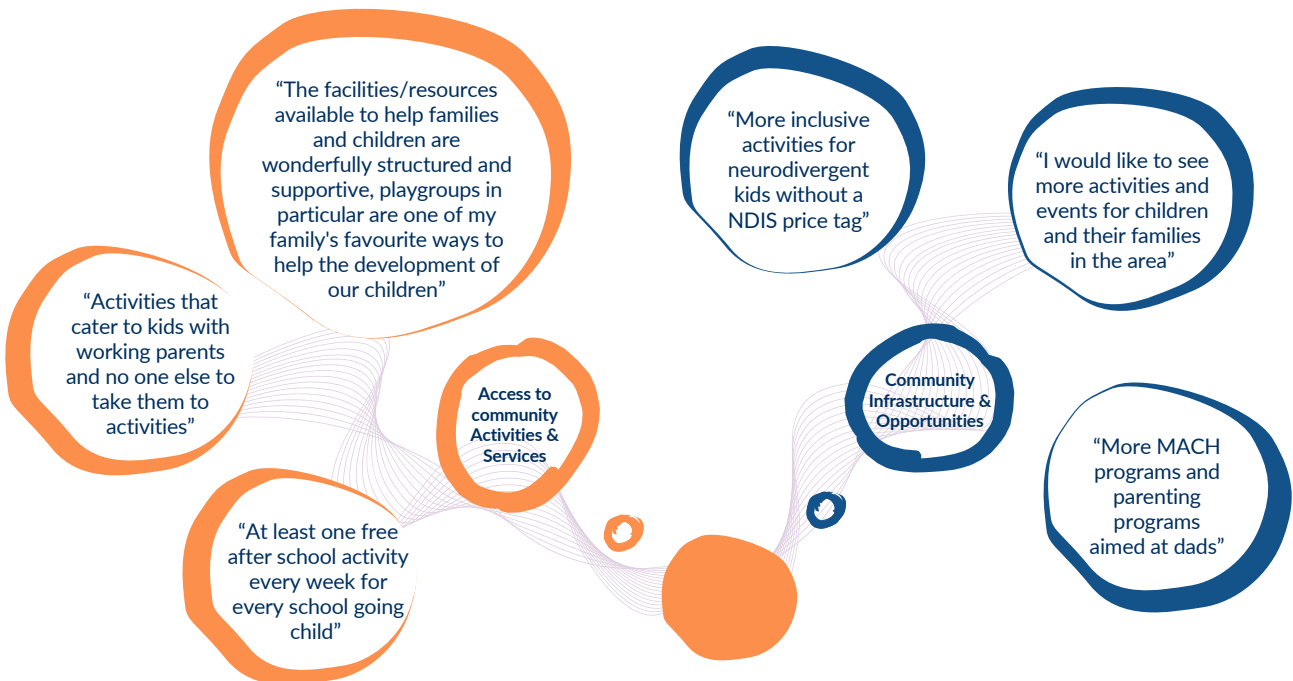 “The facilities/resources
available to help families
and children are
wonderfully structured and
supportive, playgroups in
particular are one of my
family's favourite ways to
help the development of
our children”
“Activities that
cater to kids with
working parents
and no one else to
take them to
activities”
“At least one free
after school activity
every week for
every school going
child”
Access to
community
Activities &
Services
“More inclusive
activities for
neurodivergent
kids without a
NDIS price tag”
“I would like to see
more activities and
events for children
and their families
in the area”
Community
Infrastructure &
Opportunities
“More MACH
programs and
parenting
programs
aimed at dads”